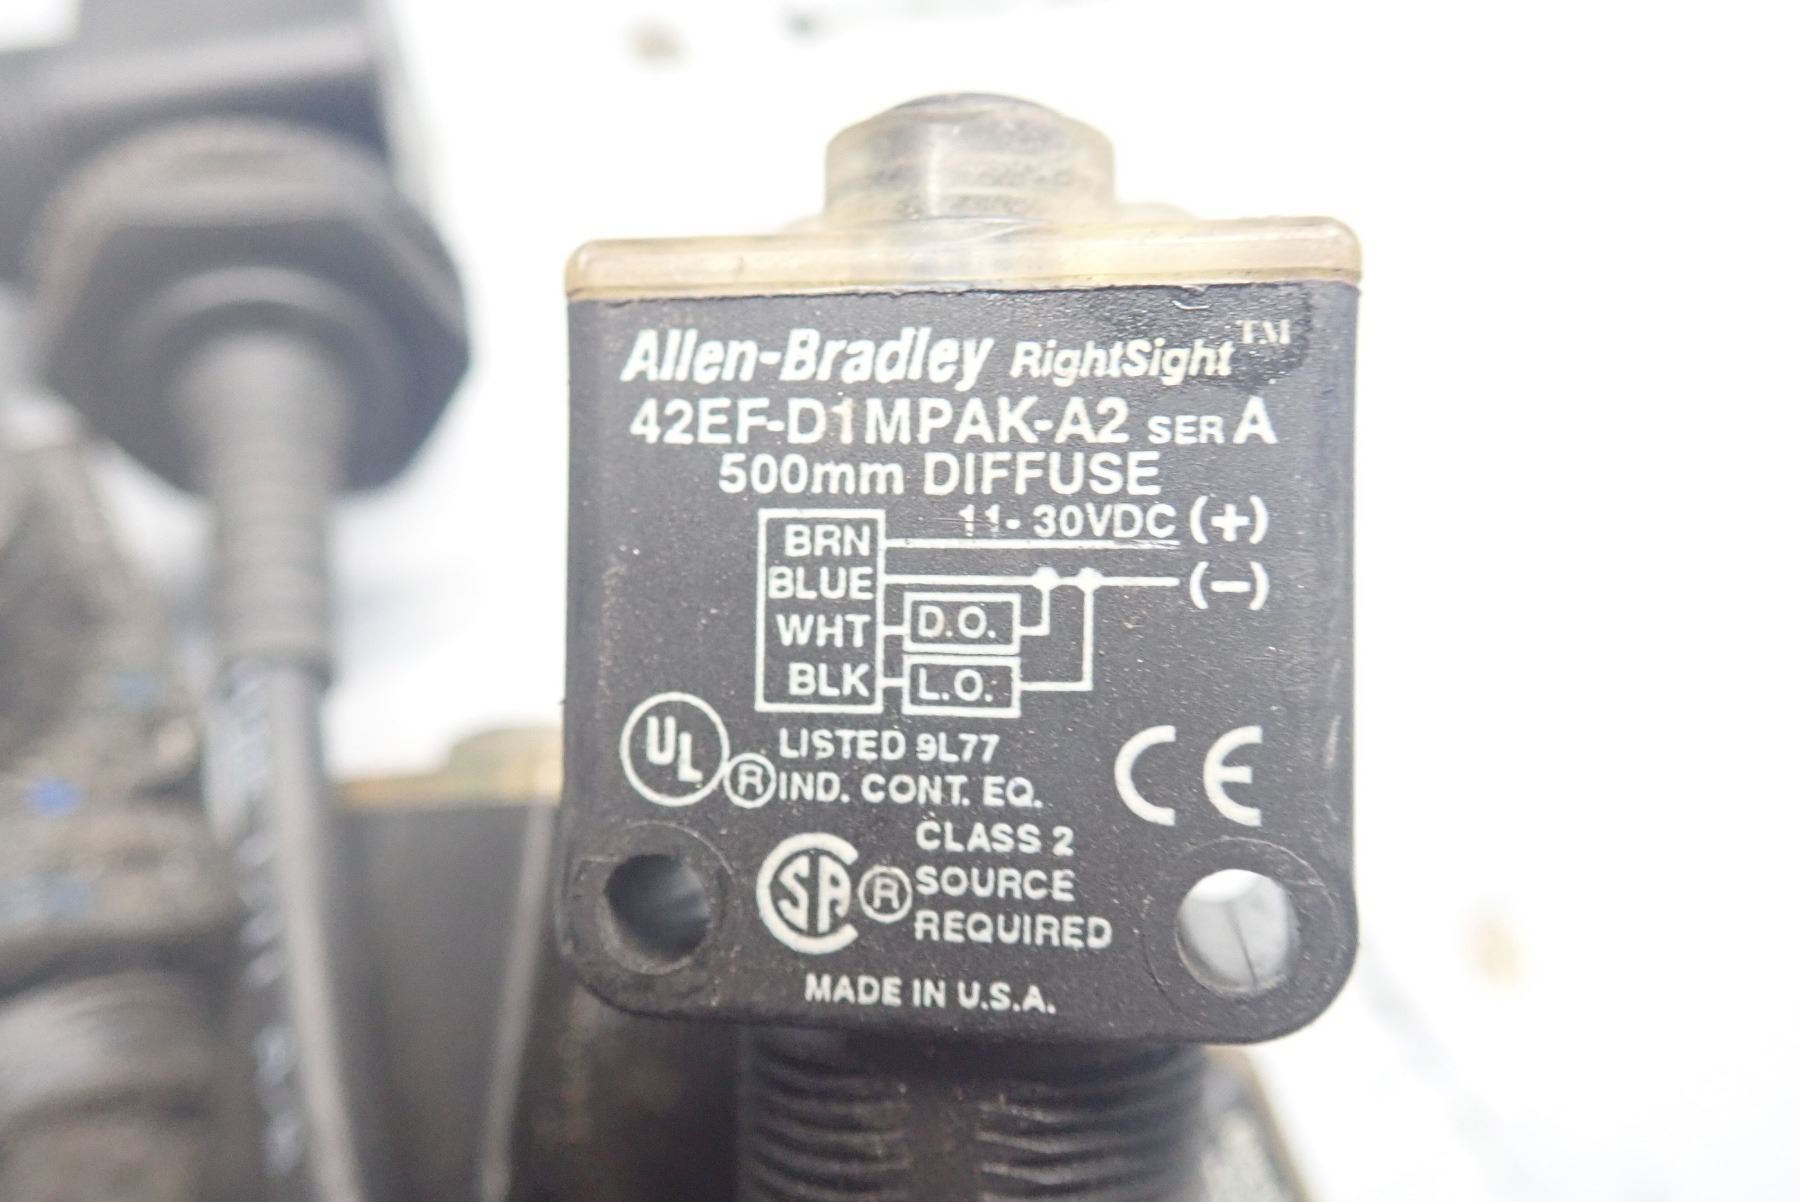 Allen-Bradley RightSight™
42EF-D1MPAK-A2 SER A
500mm DIFFUSE
11-30VDC (+)
BRN
BLUE (-)
WHT D.O.
BLK L.O.
UL ® LISTED 9L77
IND. CONT. EQ.
CE
CLASS 2
SA ® SOURCE
REQUIRED
MADE IN U.S.A.